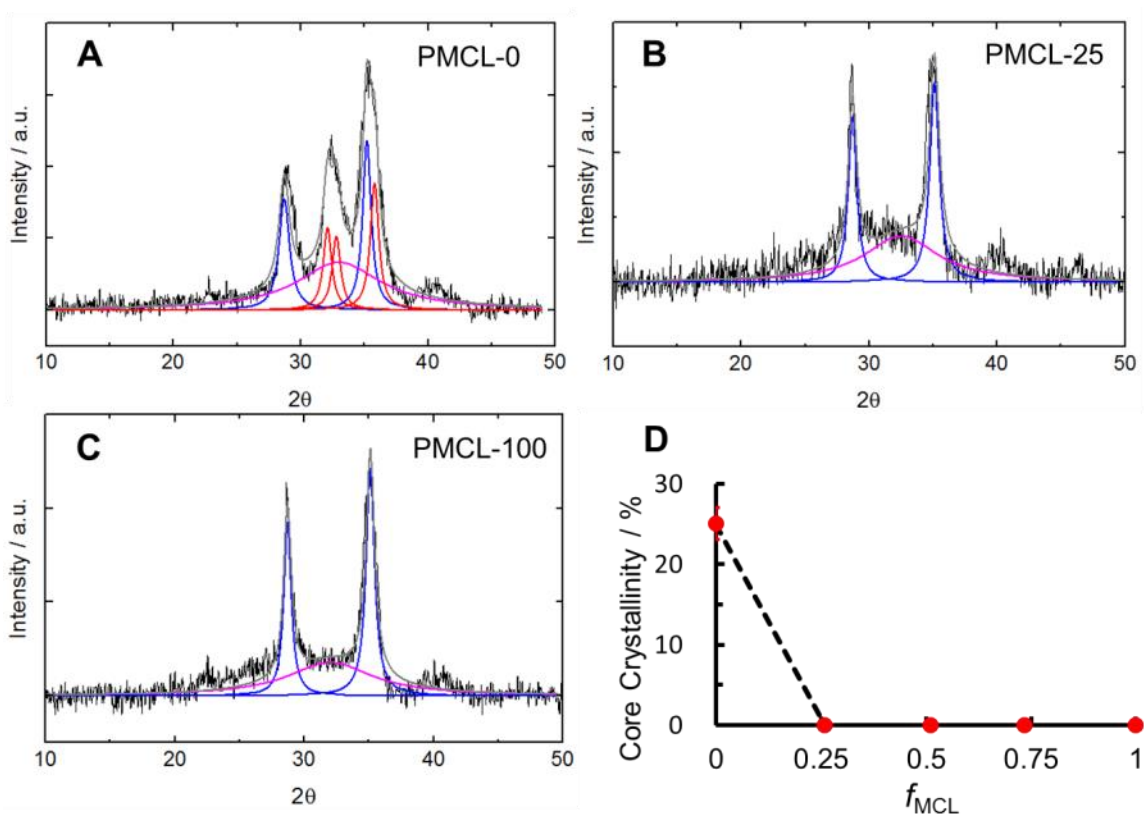 A
PMCL-0
Intensity / a.u.
10
20
30
40
50
2θ
B
PMCL-25
Intensity / a.u.
10
20
30
40
50
2θ
C
PMCL-100
Intensity / a.u.
10
20
30
40
50
2θ
D
Core Crystallinity / %
30
20
10
0
0
0.25
0.5
0.75
1
fMCL